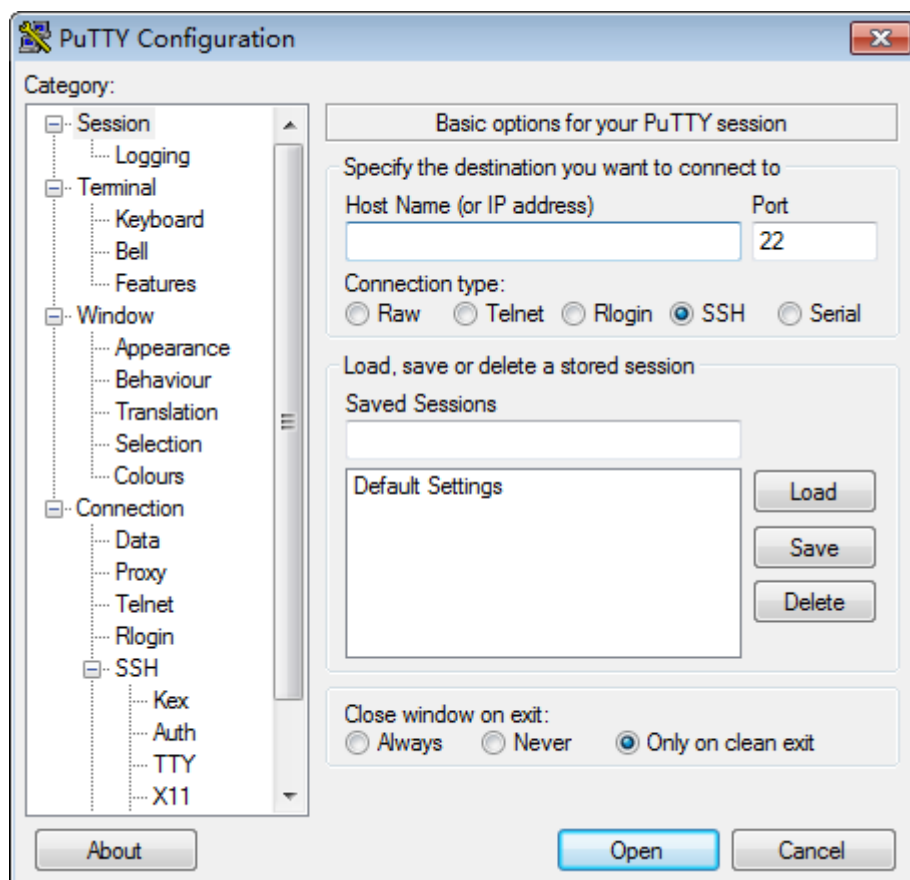 PuTTY Configuration
Category:
Session
Logging
Terminal
Keyboard
Bell
Features
Window
Appearance
Behaviour
Translation
Selection
Colours
Connection
Data
Proxy
Telnet
Rlogin
SSH
Kex
Auth
TTY
X11
Basic options for your PuTTY session
Specify the destination you want to connect to
Host Name (or IP address) Port
22
Connection type:
Raw Telnet Rlogin SSH Serial
Load, save or delete a stored session
Saved Sessions
Default Settings
Load
Save
Delete
Close window on exit:
Always Never Only on clean exit
About Open Cancel